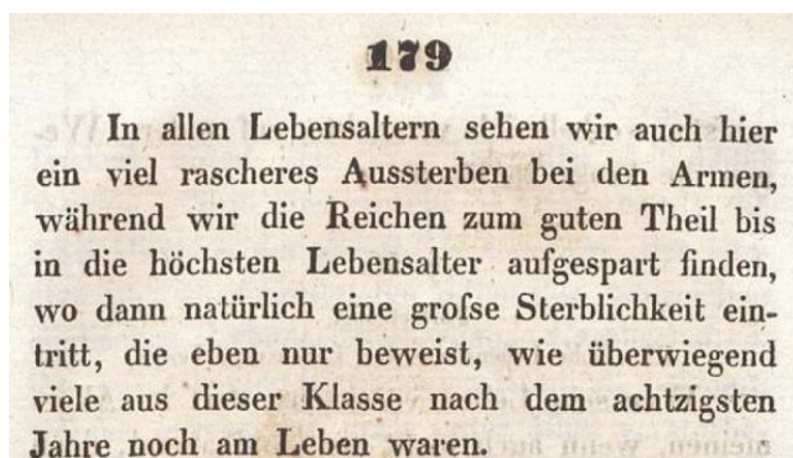 179
In allen Lebensaltern sehen wir auch hier
ein viel rascheres Aussterben bei den Armen,
während wir die Reichen zum guten Theil bis
in die höchsten Lebensalter aufgespart finden,
wo dann natürlich eine groſse Sterblichkeit ein-
tritt, die eben nur beweist, wie überwiegend
viele aus dieser Klasse nach dem achtzigsten
Jahre noch am Leben waren.